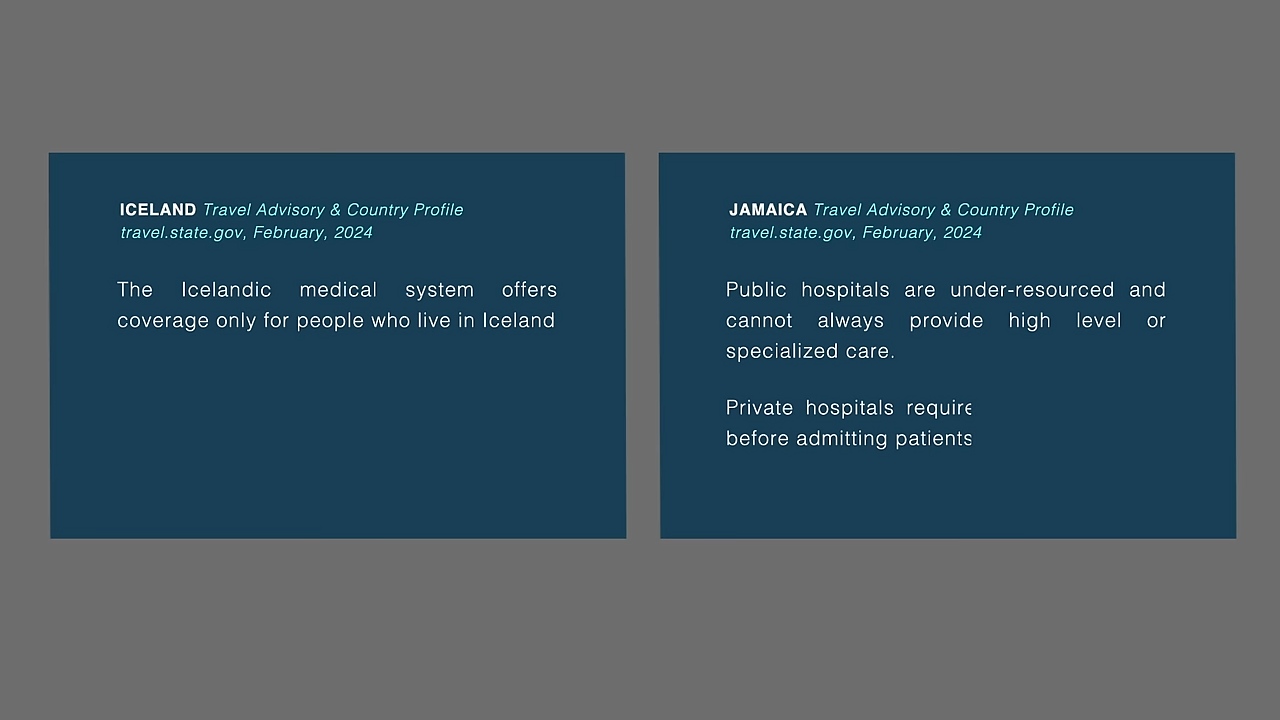 ICELAND Travel Advisory & Country Profile
travel.state.gov, February, 2024
The Icelandic medical system offers
coverage only for people who live in Iceland
JAMAICA Travel Advisory & Country Profile
travel.state.gov, February, 2024
Public hospitals are under-resourced and
cannot always provide high level or
specialized care.
Private hospitals require
before admitting patients